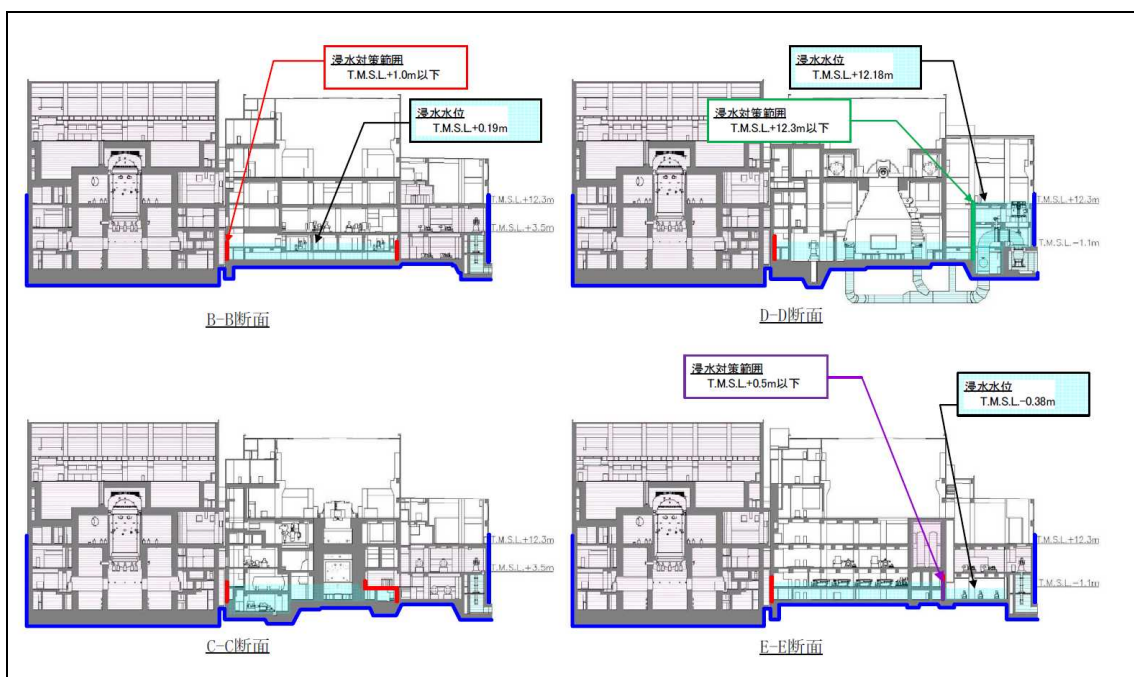 浸水対策範囲
T.M.S.L.+1.0m以下
浸水水位
T.M.S.L.+0.19m
T.M.S.L.+12.3m
T.M.S.L.+3.5m
B-B断面
浸水水位
T.M.S.L.+12.18m
浸水対策範囲
T.M.S.L.+12.3m以下
T.M.S.L.+12.3m
T.M.S.L.-1.1m
D-D断面
T.M.S.L.+12.3m
T.M.S.L.+3.5m
C-C断面
浸水対策範囲
T.M.S.L.+0.5m以下
浸水水位
T.M.S.L.-0.38m
T.M.S.L.+12.3m
T.M.S.L.-1.1m
E-E断面